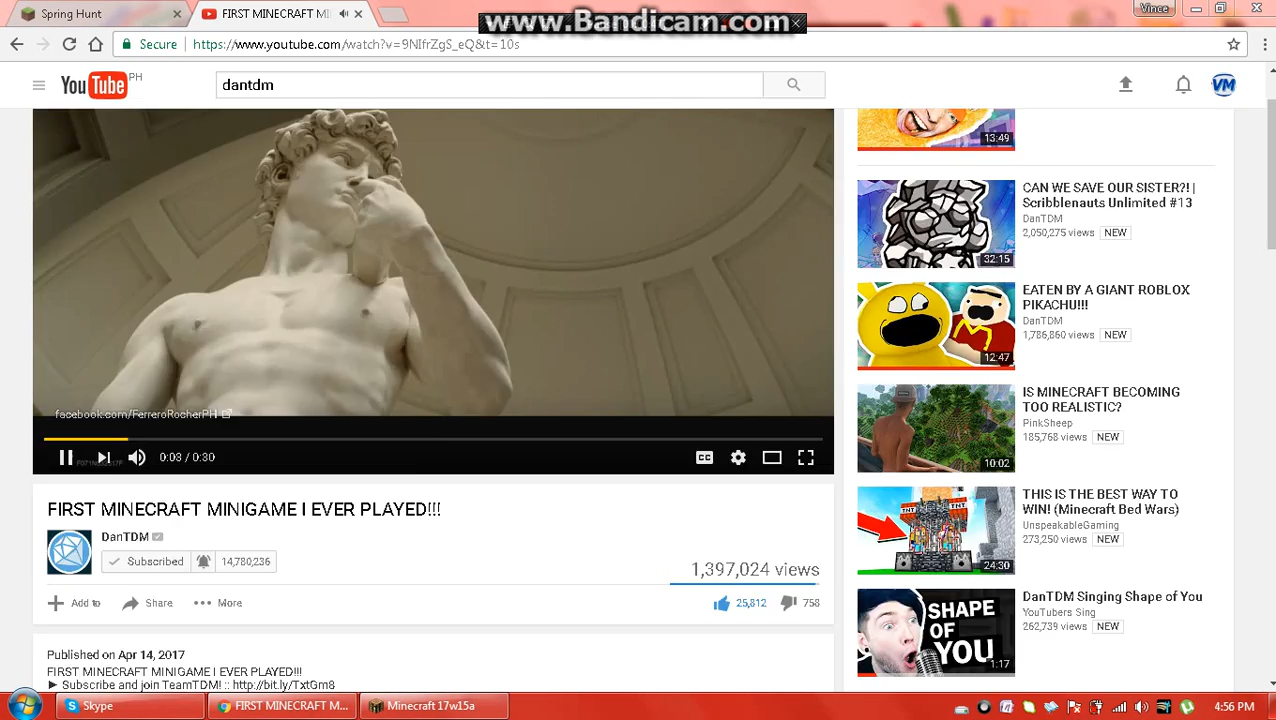 Spring Hunt
FIRST MINECRAFT MI
www.Bandicam.com
Vince
Secure
https://www.youtube.com/watch?v=9NIfrZgS_eQ&t=10s
YouTube PH
dantdm
VM
13:49
CAN WE SAVE OUR SISTER?! |
Scribblenauts Unlimited #13
DanTDM
2,050,275 views NEW
32:15
EATEN BY A GIANT ROBLOX
PIKACHU!!!
DanTDM
1,786,860 views NEW
12:47
IS MINECRAFT BECOMING
TOO REALISTIC?
PinkSheep
185,768 views NEW
10:02
facebook.com/FerreroRocherPH
0:03 / 0:30
CC
THIS IS THE BEST WAY TO
WIN! (Minecraft Bed Wars)
UnspeakableGaming
273,250 views NEW
TNT
TNT
24:30
FIRST MINECRAFT MINIGAME I EVER PLAYED!!!
DanTDM
Subscribed
1,397,024 views
Add to
Share
More
25,812
758
DanTDM Singing Shape of You
YouTubers Sing
262,739 views NEW
SHAPE
OF
YOU
1:17
Published on Apr 14, 2017
FIRST MINECRAFT MINIGAME I EVER PLAYED!!!
► Subscribe and join TeamTDM! ::
Skype
FIRST MINECRAFT M...
Minecraft 17w15a
4:56 PM